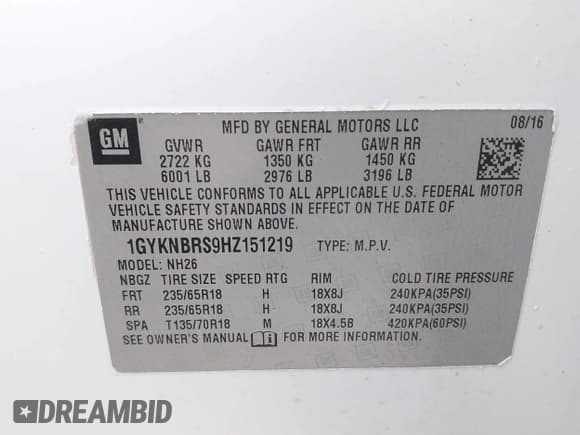 GM
MFD BY GENERAL MOTORS LLC 08/16
GVWR GAWR FRT GAWR RR
2722 KG 1350 KG 1450 KG
6001 LB 2976 LB 3196 LB
THIS VEHICLE CONFORMS TO ALL APPLICABLE U.S. FEDERAL MOTOR
VEHICLE SAFETY STANDARDS IN EFFECT ON THE DATE OF
MANUFACTURE SHOWN ABOVE.
1GYKNBRS9HZ151219 TYPE: M.P.V.
MODEL: NH26
NBGZ TIRE SIZE SPEED RTG RIM COLD TIRE PRESSURE
FRT 235/65R18 H 18X8J 240KPA(35PSI)
RR 235/65R18 H 18X8J 240KPA(35PSI)
SPA T135/70R18 M 18X4.5B 420KPA(60PSI)
SEE OWNER'S MANUAL FOR MORE INFORMATION.
DREAMBID